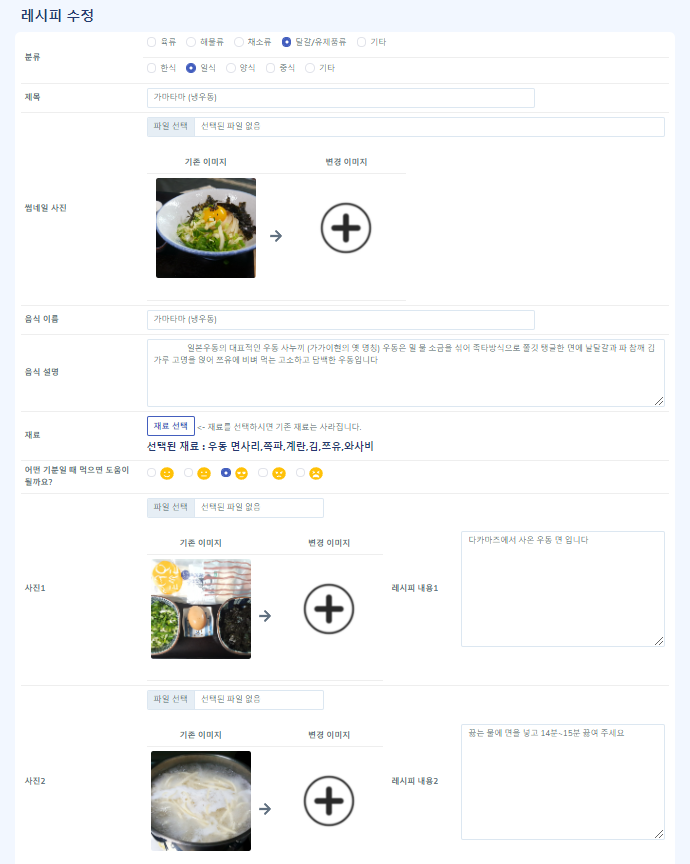 레시피 수정
분류
육류 해물류 채소류 달걀/유제품류 기타
한식 일식 양식 중식 기타
제목
가마타마 (냉우동)
파일 선택 선택된 파일 없음
기존 이미지 변경 이미지
썸네일 사진
음식 이름
가마타마 (냉우동)
음식 설명
일본우동의 대표적인 우동 사누끼 (가가이현의 옛 명칭) 우동은 밀 물 소금을 섞어 족타방식으로 쫄깃 탱글한 면에 날달걀과 파 참깨 김
가루 고명을 얹어 쯔유에 비벼 먹는 고소하고 담백한 우동입니다
재료
재료 선택 <- 재료를 선택하시면 기존 재료는 사라집니다.
선택된 재료 : 우동 면사리,쪽파,계란,김,쯔유,와사비
어떤 기분일 때 먹으면 도움이
될까요?
파일 선택 선택된 파일 없음
기존 이미지 변경 이미지
사진1
레시피 내용1
다카마즈에서 사온 우동 면 입니다
파일 선택 선택된 파일 없음
기존 이미지 변경 이미지
사진2
레시피 내용2
끓는 물에 면을 넣고 14분~15분 끓여 주세요